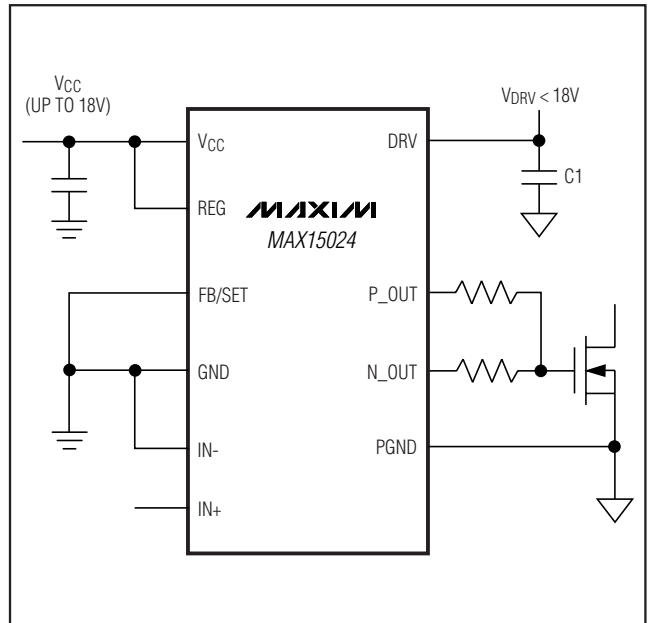 VCC
(UP TO 18V)
VDRV < 18V
VCC
DRV
C1
REG
MAXIM
MAX15024
FB/SET
P_OUT
GND
N_OUT
IN-
PGND
IN+